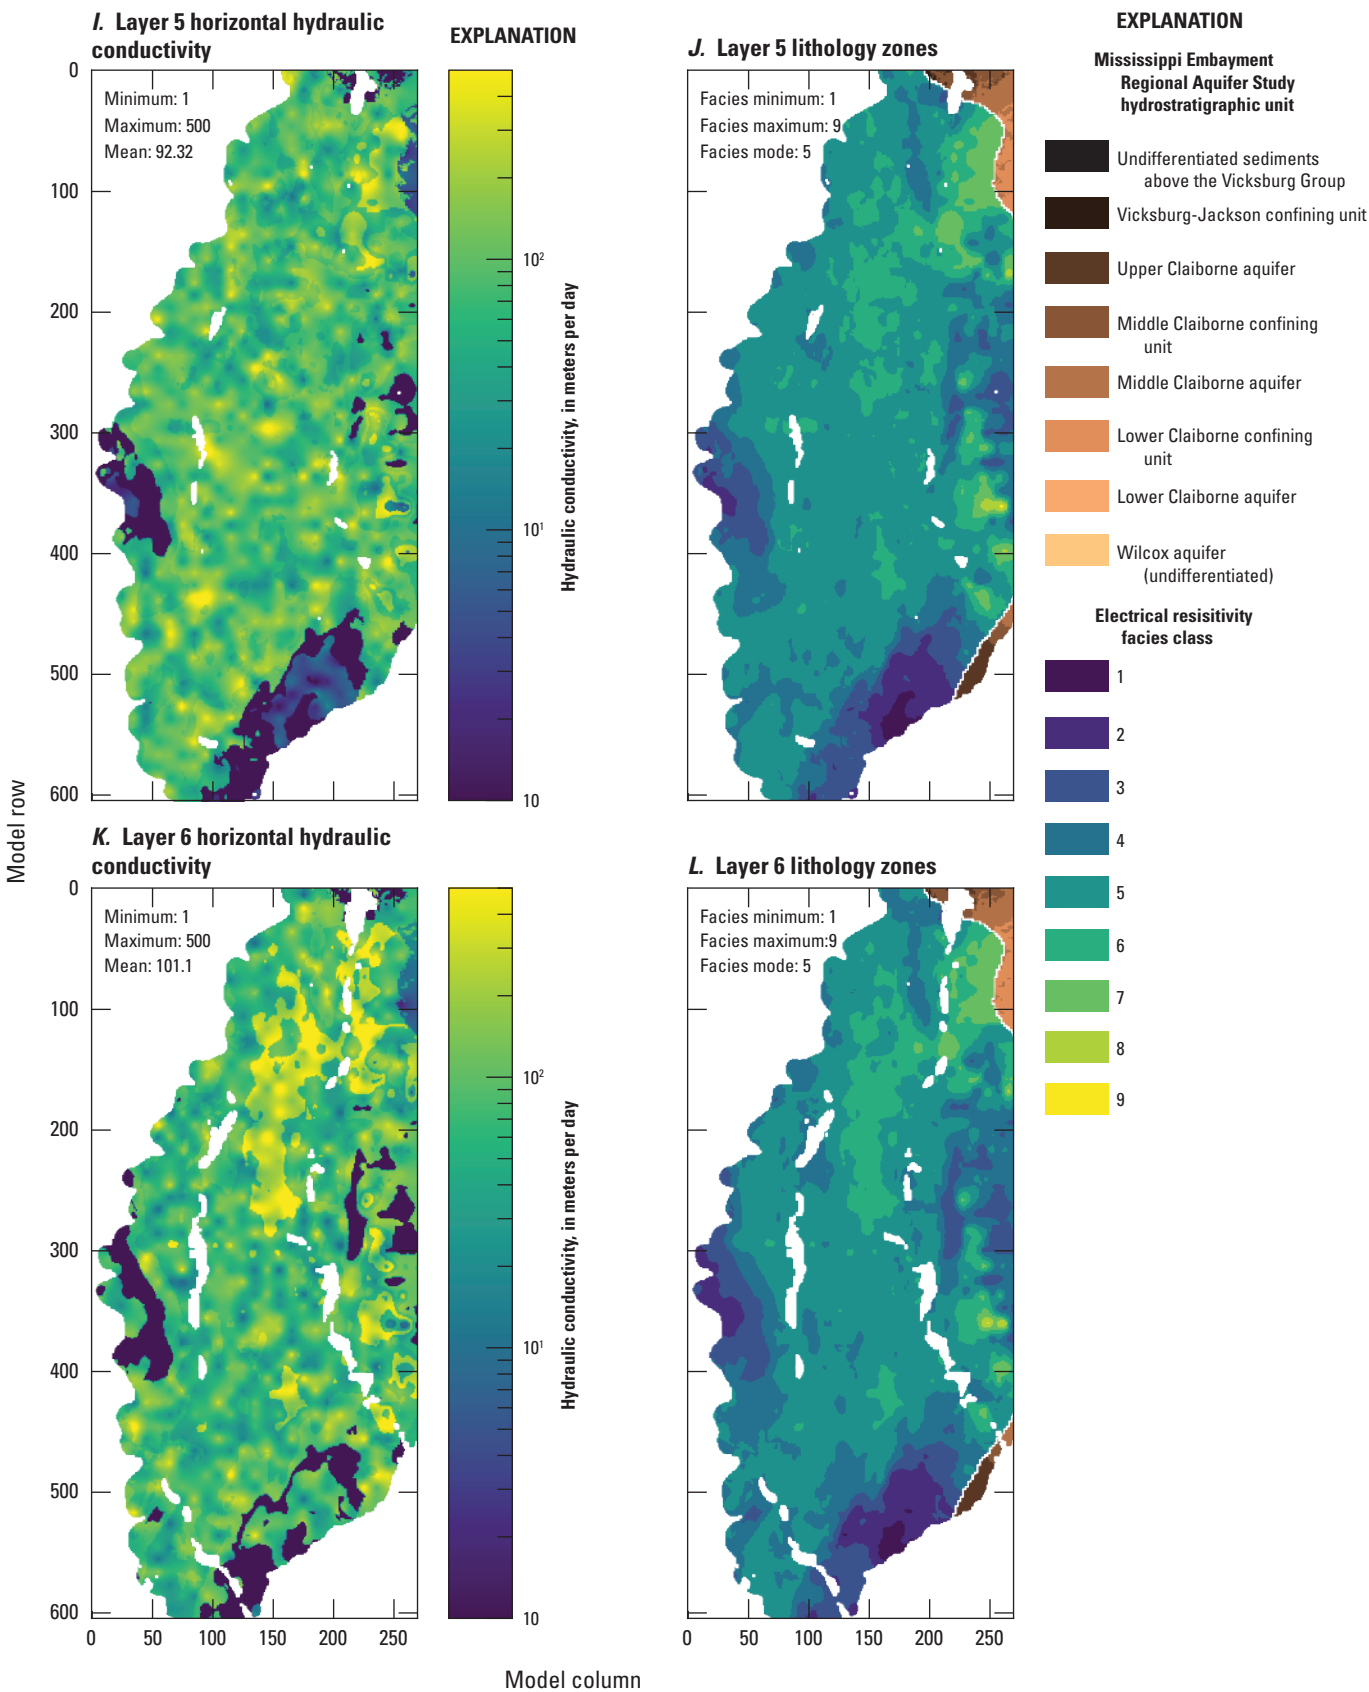 I. Layer 5 horizontal hydraulic
conductivity
EXPLANATION
0
100
200
300
400
500
600
Minimum: 1
Maximum: 500
Mean: 92.32
10²
10¹
10
Hydraulic conductivity, in meters per day
J. Layer 5 lithology zones
Facies minimum: 1
Facies maximum: 9
Facies mode: 5
EXPLANATION
Mississippi Embayment
Regional Aquifer Study
hydrostratigraphic unit
Undifferentiated sediments
above the Vicksburg Group
Vicksburg-Jackson confining unit
Upper Claiborne aquifer
Middle Claiborne confining
unit
Middle Claiborne aquifer
Lower Claiborne confining
unit
Lower Claiborne aquifer
Wilcox aquifer
(undifferentiated)
Electrical resisitivity
facies class
1
2
3
4
5
6
7
8
9
Model row
K. Layer 6 horizontal hydraulic
conductivity
0
100
200
300
400
500
600
Minimum: 1
Maximum: 500
Mean: 101.1
10²
10¹
10
Hydraulic conductivity, in meters per day
0 50 100 150 200 250
L. Layer 6 lithology zones
Facies minimum: 1
Facies maximum:9
Facies mode: 5
0 50 100 150 200 250
Model column